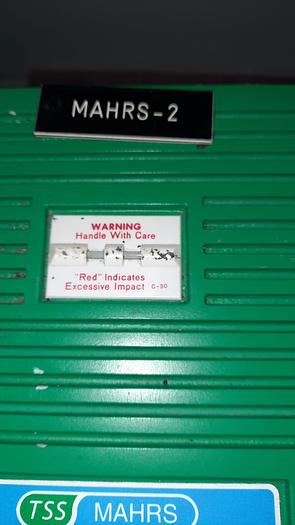 MAHRS-2
WARNING
Handle With Care
"Red" Indicates
Excessive Impact C-30
TSS MAHRS